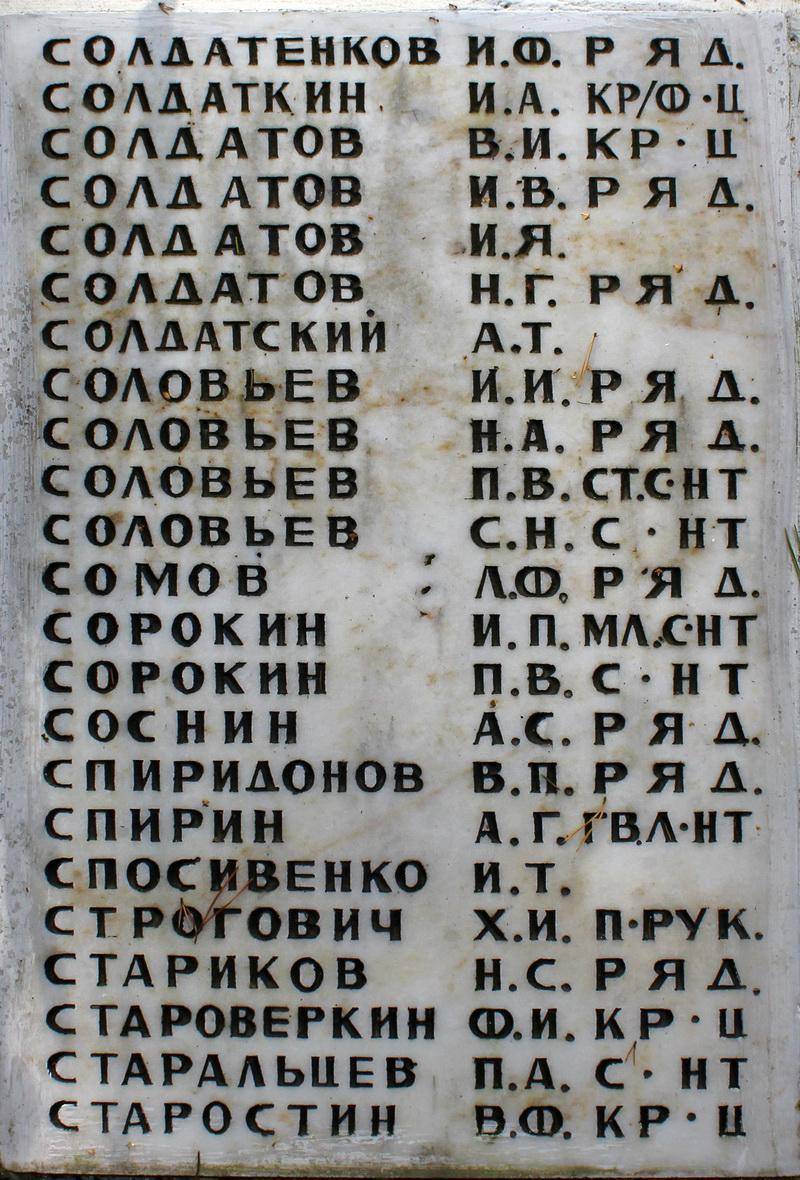 СОЛДАТЕНКОВ И.Ф. РЯД.
СОЛДАТКИН И.А. КР/Ф·Ц
СОЛДАТОВ В.И. КР·Ц
СОЛДАТОВ И.В. РЯД.
СОЛДАТОВ И.Я.
СОЛДАТОВ Н.Г. РЯД.
СОЛДАТСКИЙ А.Т.
СОЛОВЬЕВ И.И. РЯД.
СОЛОВЬЕВ Н.А. РЯД.
СОЛОВЬЕВ П.В. СТ.С·НТ
СОЛОВЬЕВ С.Н. С·НТ
СОМОВ Л.Ф. РЯД.
СОРОКИН И.П. МЛ.С·НТ
СОРОКИН П.В. С·НТ
СОСНИН А.С. РЯД.
СПИРИДОНОВ В.П. РЯД.
СПИРИН А.Г. ГВ.Л·НТ
СПОСИВЕНКО И.Т.
СТРОГОВИЧ Х.И. П·РУК.
СТАРИКОВ Н.С. РЯД.
СТАРОВЕРКИН Ф.И. КР·Ц
СТАРАЛЬЦЕВ П.А. С·НТ
СТАРОСТИН В.Ф. КР·Ц